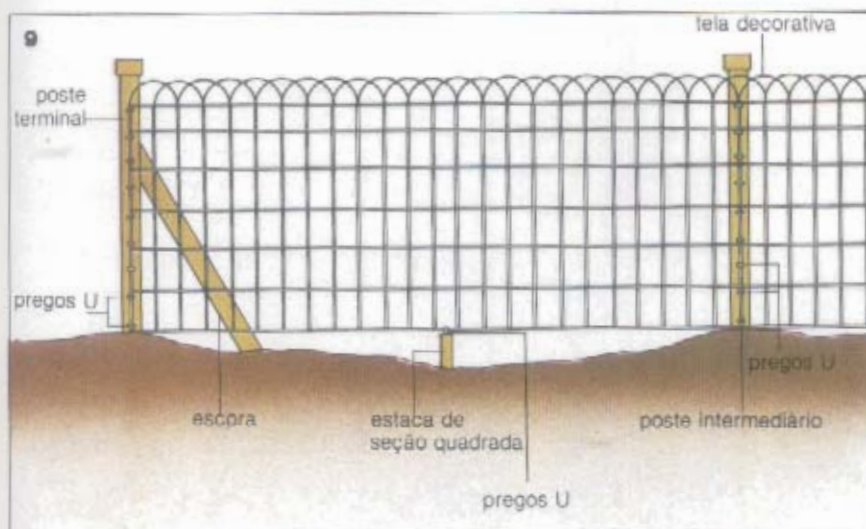 9
tela decorativa
poste
terminal
pregos U
pregos U
escora
estaca de
seção quadrada
poste intermediário
pregos U